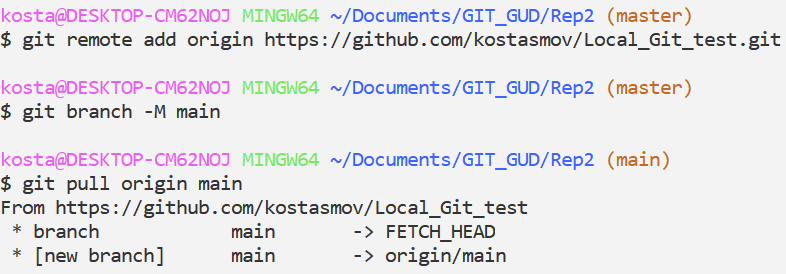 kosta@DESKTOP-CM62NOJ MINGW64 ~/Documents/GIT_GUD/Rep2 (master)
$ git remote add origin https://github.com/kostasmov/Local_Git_test.git
kosta@DESKTOP-CM62NOJ MINGW64 ~/Documents/GIT_GUD/Rep2 (master)
$ git branch -M main
kosta@DESKTOP-CM62NOJ MINGW64 ~/Documents/GIT_GUD/Rep2 (main)
$ git pull origin main
From https://github.com/kostasmov/Local_Git_test
 * branch            main       -> FETCH_HEAD
 * [new branch]      main       -> origin/main